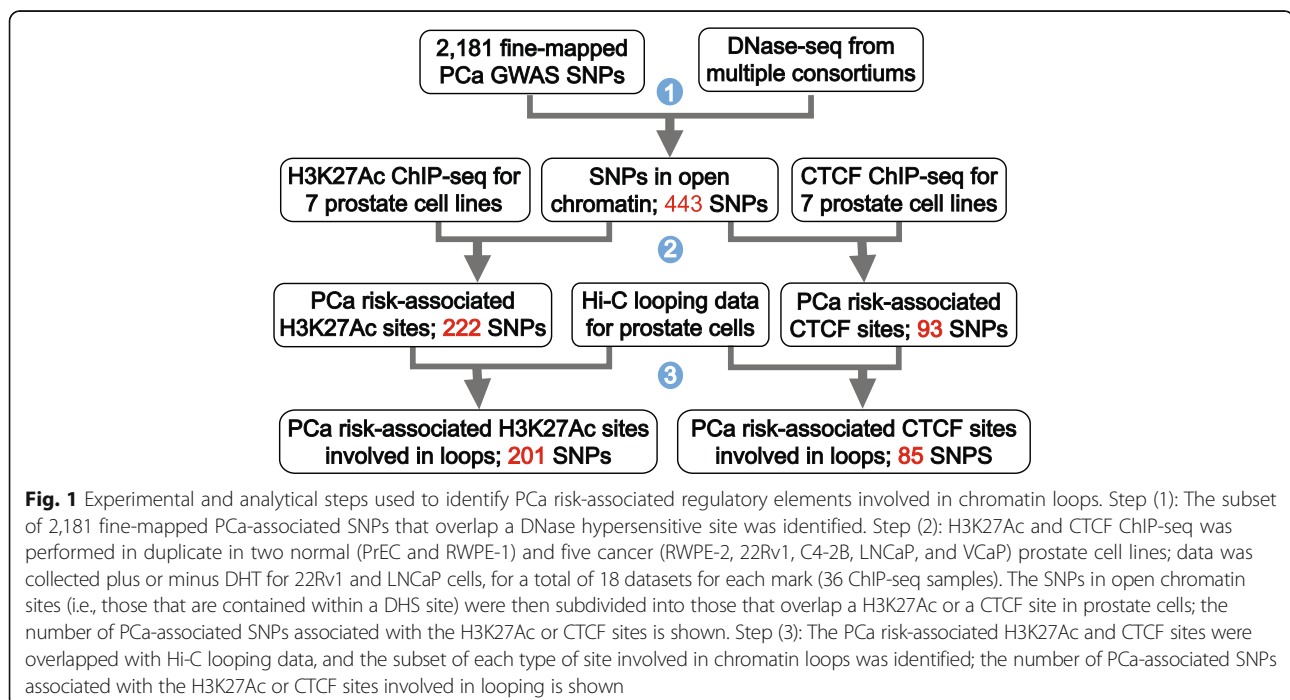 2,181 fine-mapped
PCa GWAS SNPs
DNase-seq from
multiple consortiums
1
H3K27Ac ChIP-seq for
7 prostate cell lines
SNPs in open
chromatin; 443 SNPs
CTCF ChIP-seq for
7 prostate cell lines
2
PCa risk-associated
H3K27Ac sites; 222 SNPs
Hi-C looping data
for prostate cells
PCa risk-associated
CTCF sites; 93 SNPs
3
PCa risk-associated H3K27Ac sites
involved in loops; 201 SNPs
PCa risk-associated CTCF sites
involved in loops; 85 SNPS
Fig. 1 Experimental and analytical steps used to identify PCa risk-associated regulatory elements involved in chromatin loops. Step (1): The subset
of 2,181 fine-mapped PCa-associated SNPs that overlap a DNase hypersensitive site was identified. Step (2): H3K27Ac and CTCF ChIP-seq was
performed in duplicate in two normal (PrEC and RWPE-1) and five cancer (RWPE-2, 22Rv1, C4-2B, LNCaP, and VCaP) prostate cell lines; data was
collected plus or minus DHT for 22Rv1 and LNCaP cells, for a total of 18 datasets for each mark (36 ChIP-seq samples). The SNPs in open chromatin
sites (i.e., those that are contained within a DHS site) were then subdivided into those that overlap a H3K27Ac or a CTCF site in prostate cells; the
number of PCa-associated SNPs associated with the H3K27Ac or CTCF sites is shown. Step (3): The PCa risk-associated H3K27Ac and CTCF sites were
overlapped with Hi-C looping data, and the subset of each type of site involved in chromatin loops was identified; the number of PCa-associated SNPs
associated with the H3K27Ac or CTCF sites involved in looping is shown